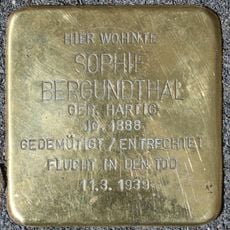 HIER WOHNTE
SOPHIE
BERGUNDTHAL
GEB. HARTIG
JG. 1888
GEDEMÜTIGT / ENTRECHTET
FLUCHT IN DEN TOD
11.3.1939